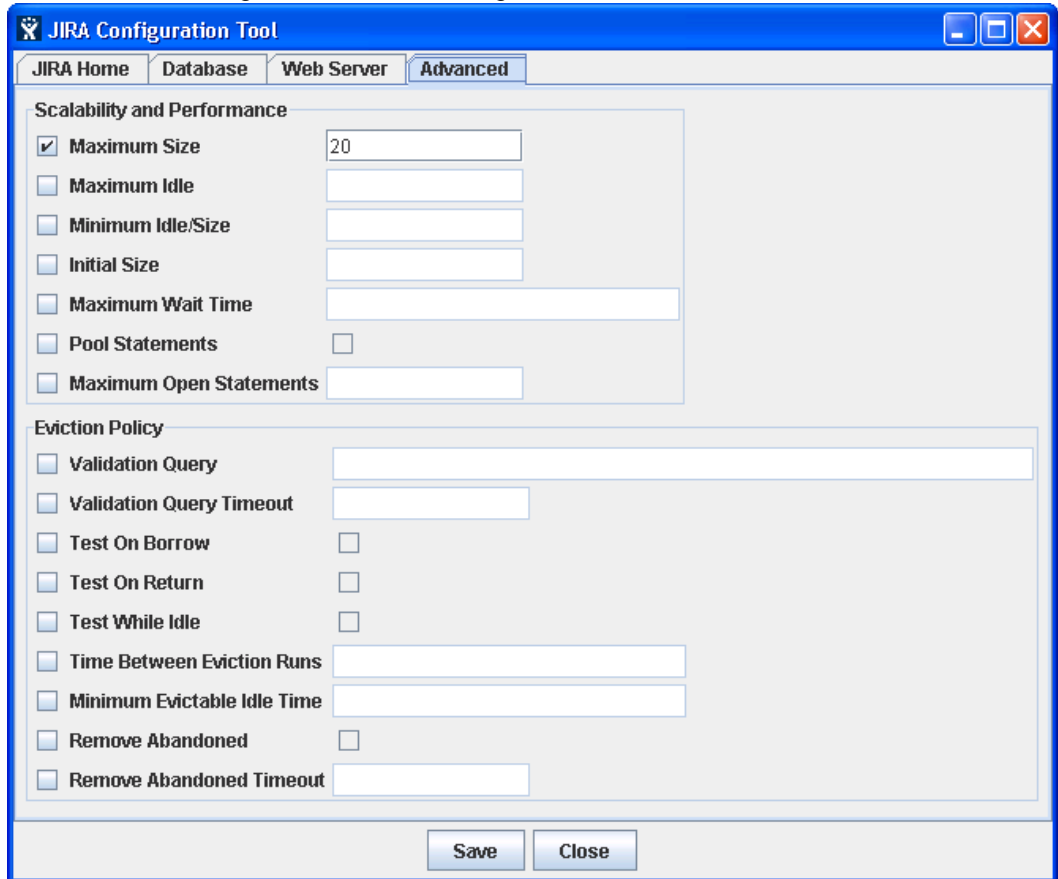 JIRA Configuration Tool
JIRA Home Database Web Server Advanced
Scalability and Performance
Maximum Size 20
Maximum Idle
Minimum Idle/Size
Initial Size
Maximum Wait Time
Pool Statements
Maximum Open Statements
Eviction Policy
Validation Query
Validation Query Timeout
Test On Borrow
Test On Return
Test While Idle
Time Between Eviction Runs
Minimum Evictable Idle Time
Remove Abandoned
Remove Abandoned Timeout
Save Close